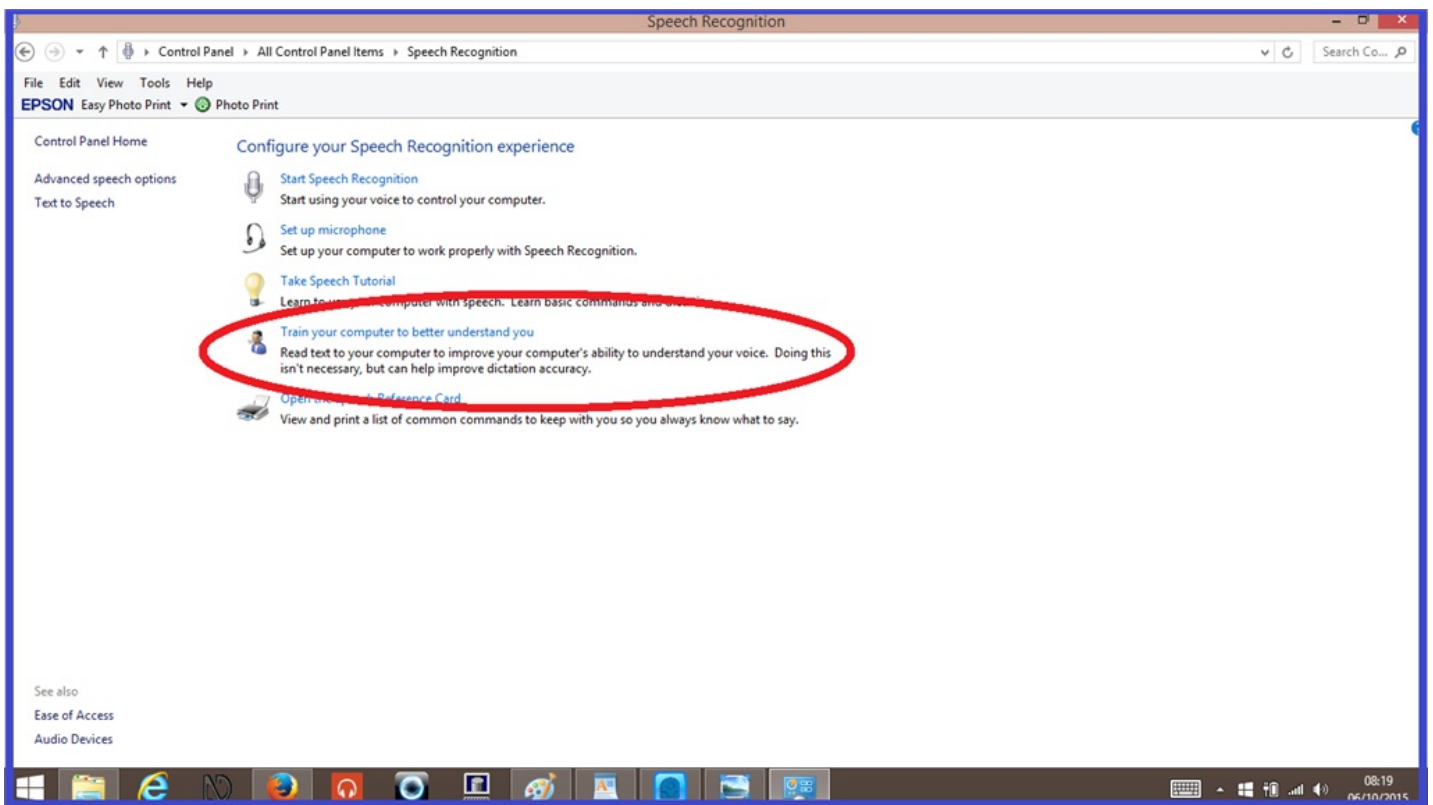 Speech Recognition
Control Panel All Control Panel Items Speech Recognition Search Co...
File Edit View Tools Help
EPSON Easy Photo Print Photo Print
Control Panel Home
Advanced speech options
Text to Speech
Configure your Speech Recognition experience
Start Speech Recognition
Start using your voice to control your computer.
Set up microphone
Set up your computer to work properly with Speech Recognition.
Take Speech Tutorial
Learn to computer with speech. Learn basic commands and
Train your computer to better understand you
Read text to your computer to improve your computer's ability to understand your voice. Doing this
isn't necessary, but can help improve dictation accuracy.
Open the Speech Reference Card
View and print a list of common commands to keep with you so you always know what to say.
See also
Ease of Access
Audio Devices
08:19
06/10/2015